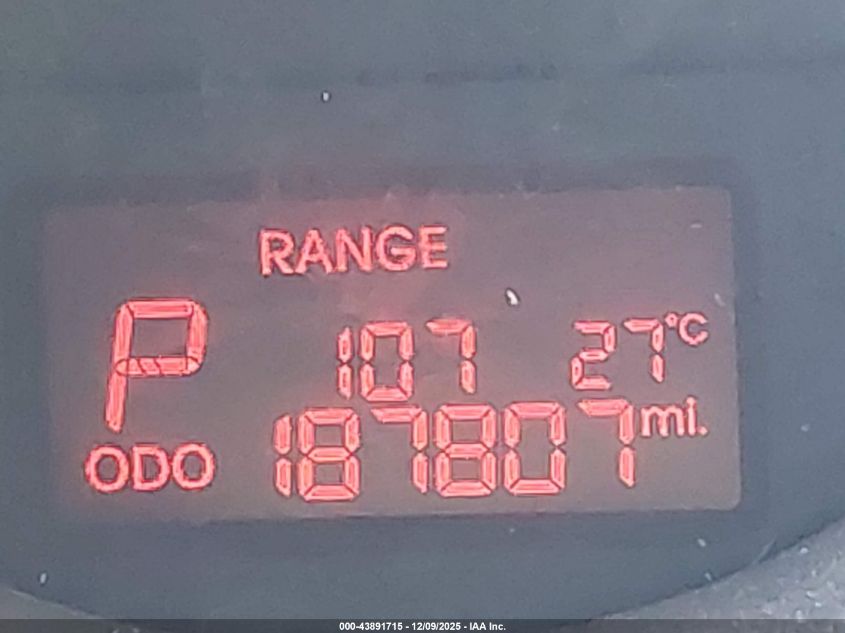 RANGE
P 107 27°C
ODO 187807 mi.
000-43891715 - 12/09/2025 - IAA Inc.